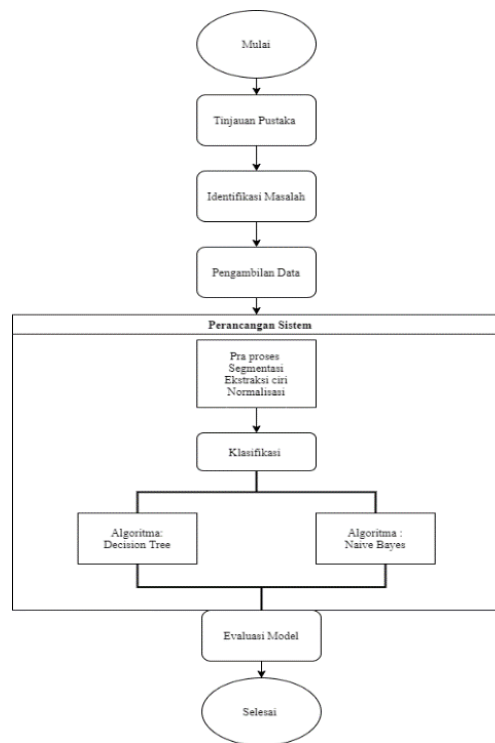 Mulai
Tinjauan Pustaka
Identifikasi Masalah
Pengambilan Data
Perancangan Sistem
Pra proses
Segmentasi
Ekstraksi ciri
Normalisasi
Klasifikasi
Algoritma:
Decision Tree
Algoritma :
Naive Bayes
Evaluasi Model
Selesai